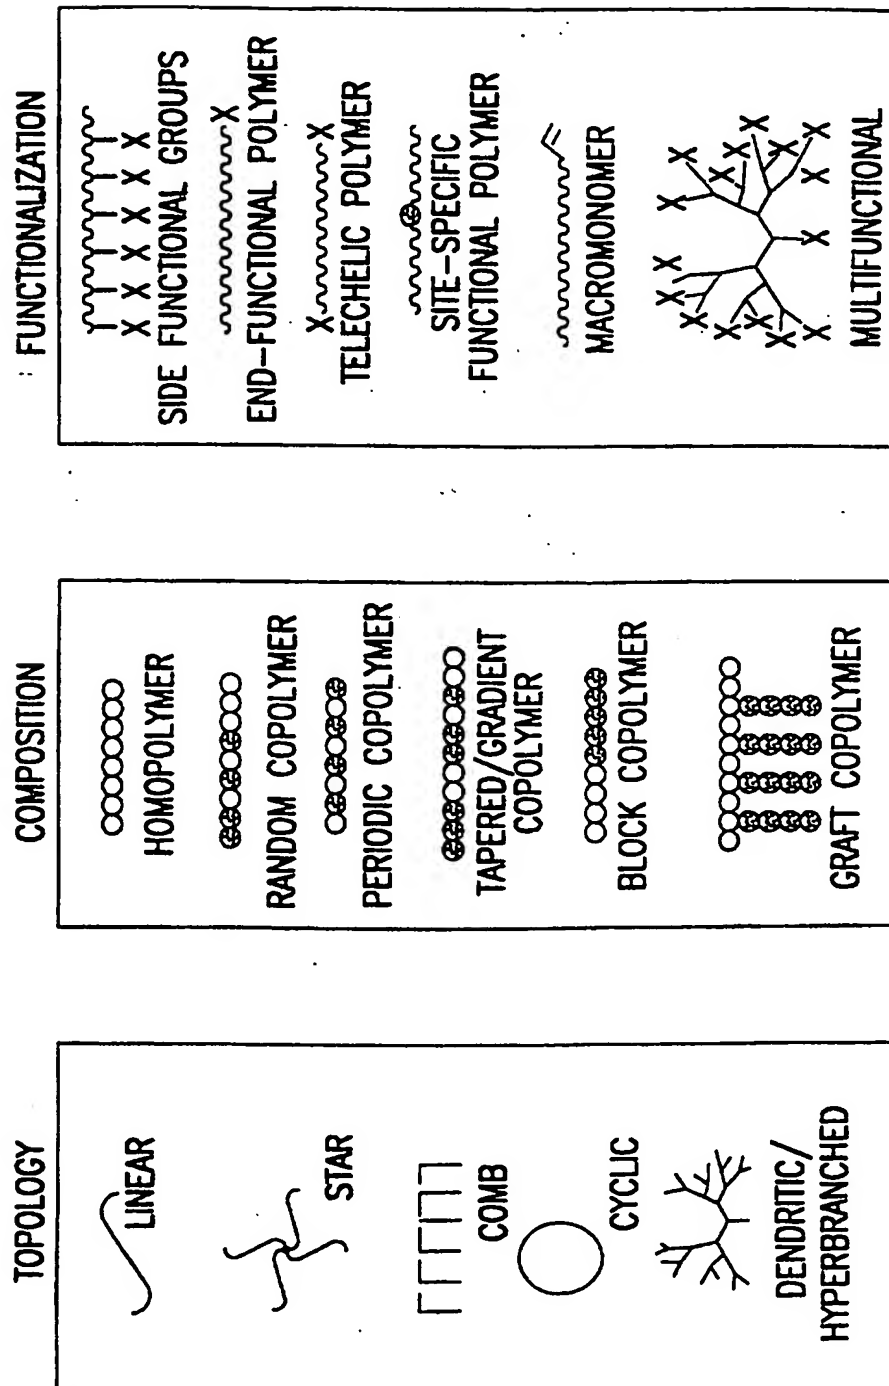 TOPOLOGY
LINEAR
STAR
COMB
CYCLIC
DENDRITIC/
HYPERBRANCHED
COMPOSITION
HOMOPOLYMER
RANDOM COPOLYMER
PERIODIC COPOLYMER
TAPERED/GRADIENT
COPOLYMER
BLOCK COPOLYMER
GRAFT COPOLYMER
FUNCTIONALIZATION
X X X X X X
SIDE FUNCTIONAL GROUPS
X
END-FUNCTIONAL POLYMER
X X
TELECHELIC POLYMER
SITE-SPECIFIC
FUNCTIONAL POLYMER
MACROMONOMER
X X X X X X X X X X X X X X X X X
MULTIFUNCTIONAL